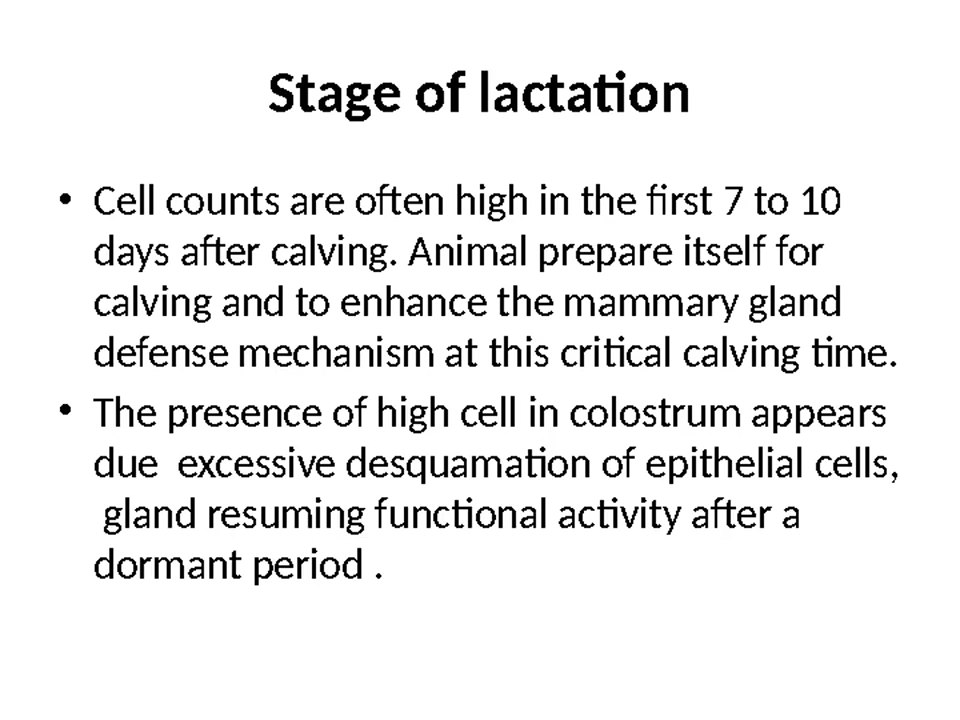 Stage of lactation
• Cell counts are often high in the first 7 to 10
days after calving. Animal prepare itself for
calving and to enhance the mammary gland
defense mechanism at this critical calving time.
• The presence of high cell in colostrum appears
due  excessive desquamation of epithelial cells,
gland resuming functional activity after a
dormant period .